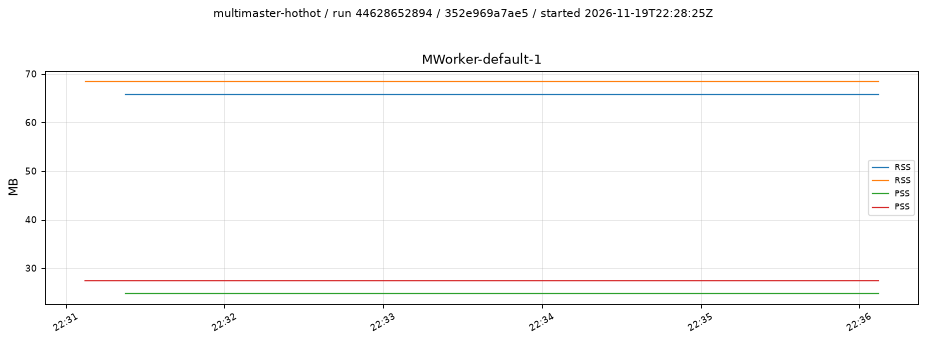 multimaster-hothot / run 44628652894 / 352e969a7ae5 / started 2026-11-19T22:28:25Z
MWorker-default-1
70
60
50
40
30
MB
RSS
RSS
PSS
PSS
22:31
22:32
22:33
22:34
22:35
22:36